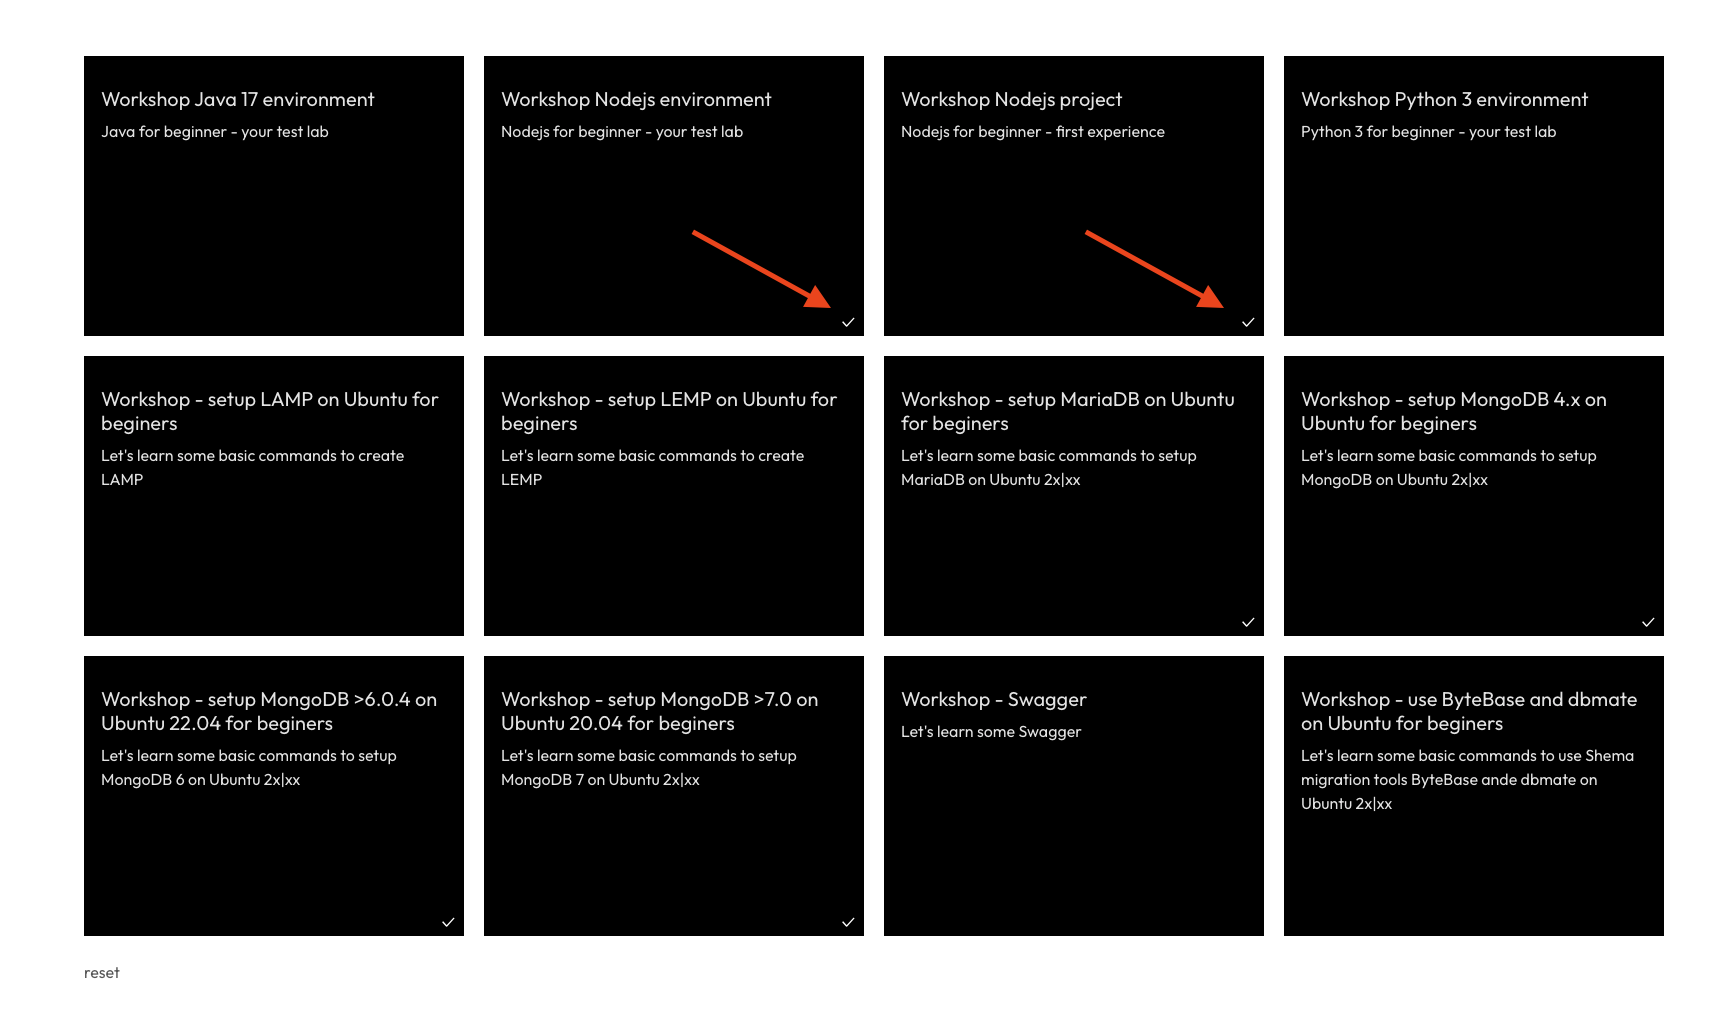 Workshop Java 17 environment
Java for beginner - your test lab
Workshop Nodejs environment
Nodejs for beginner - your test lab
Workshop Nodejs project
Nodejs for beginner - first experience
Workshop Python 3 environment
Python 3 for beginner - your test lab
Workshop - setup LAMP on Ubuntu for
beginers
Let's learn some basic commands to create
LAMP
Workshop - setup LEMP on Ubuntu for
beginers
Let's learn some basic commands to create
LEMP
Workshop - setup MariaDB on Ubuntu
for beginers
Let's learn some basic commands to setup
MariaDB on Ubuntu 2x|xx
Workshop - setup MongoDB 4.x on
Ubuntu for beginers
Let's learn some basic commands to setup
MongoDB on Ubuntu 2x|xx
Workshop - setup MongoDB >6.0.4 on
Ubuntu 22.04 for beginers
Let's learn some basic commands to setup
MongoDB 6 on Ubuntu 2x|xx
Workshop - setup MongoDB >7.0 on
Ubuntu 20.04 for beginers
Let's learn some basic commands to setup
MongoDB 7 on Ubuntu 2x|xx
Workshop - Swagger
Let's learn some Swagger
Workshop - use ByteBase and dbmate
on Ubuntu for beginers
Let's learn some basic commands to use Shema
migration tools ByteBase ande dbmate on
Ubuntu 2x|xx
reset